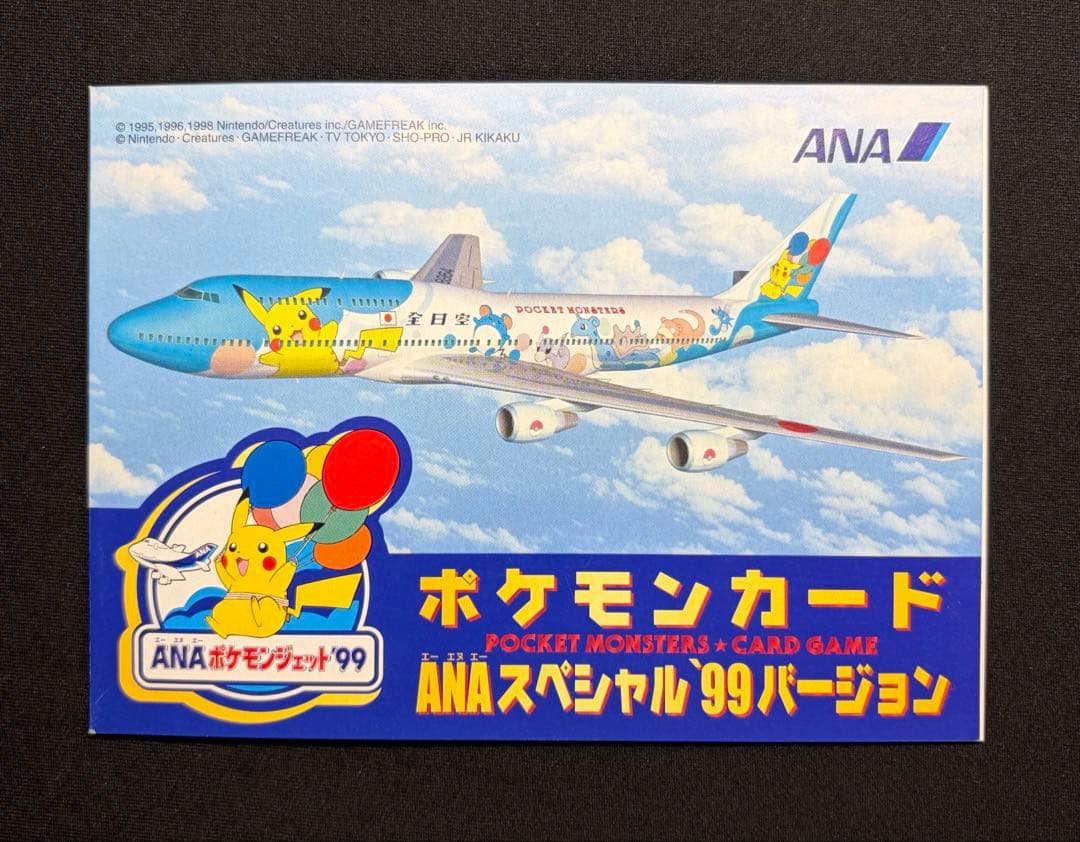 © 1995,1996,1998 Nintendo/Creatures inc./GAMEFREAK inc.
© Nintendo・Creatures・GAMEFREAK・TV TOKYO・SHO-PRO・JR KIKAKU
ANA
全日空
POCKET MONSTERS
ANA
エー エヌ エー
ANAポケモンジェット'99
ポケモンカード
POCKET MONSTERS★CARD GAME
エー エヌ エー
ANAスペシャル'99バージョン